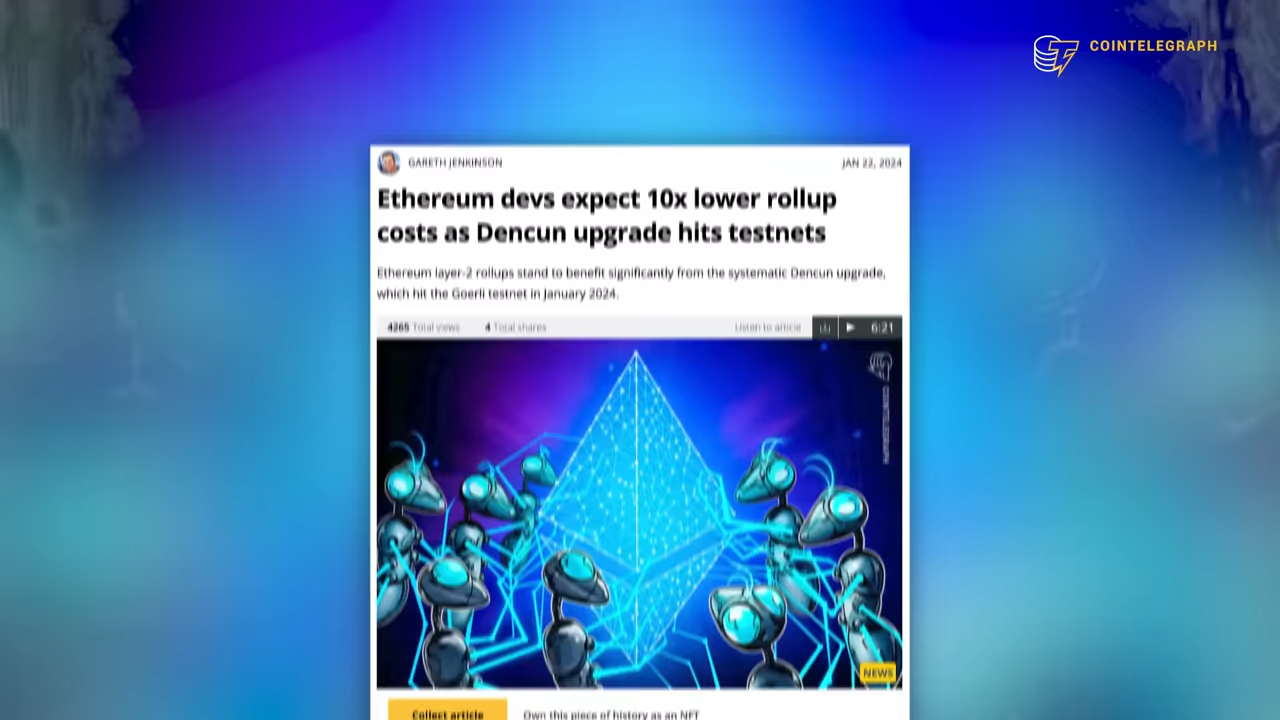 COINTELEGRAPH
GARETH JENKINSON
JAN 22, 2024
Ethereum devs expect 10x lower rollup
costs as Dencun upgrade hits testnets
Ethereum layer-2 rollups stand to benefit significantly from the systematic Dencun upgrade,
which hit the Goerli testnet in January 2024.
4265 Total views 4 Total shares Listen to article 6:21
COINTELEGRAPH
NEWS
Collect article Own this piece of history as an NFT